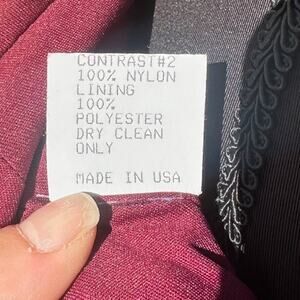 CONTRAST#2
100% NYLON
LINING
100%
POLYESTER
DRY CLEAN
ONLY
MADE IN USA